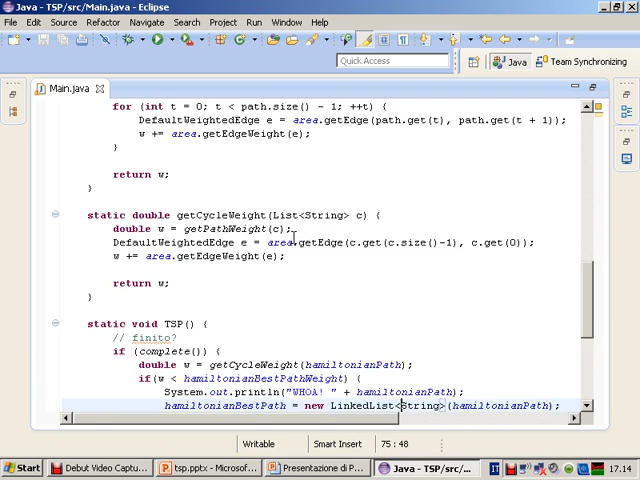 Java - TSP/src/Main.java - Eclipse
File Edit Source Refactor Navigate Search Project Run Window Help
Quick Access
Java
Team Synchronizing
Main.java
for (int t = 0; t < path.size() - 1; ++t) {
DefaultWeightedEdge e = area.getEdge(path.get(t), path.get(t + 1));
w += area.getEdgeWeight(e);
}
return w;
}
static double getCycleWeight(List<String> c) {
double w = getPathWeight(c);
DefaultWeightedEdge e = area.getEdge(c.get(c.size()-1), c.get(0));
w += area.getEdgeWeight(e);
return w;
}
static void TSP() {
// finito?
if (complete()) {
double w = getCycleWeight(hamiltonianPath);
if(w < hamiltonianBestPathWeight) {
System.out.println("WHOA! " + hamiltonianPath);
hamiltonianBestPath = new LinkedList<String>(hamiltonianPath);
Writable
Smart Insert
75 : 48
Start
Debut Video Captu...
tsp.pptx - Microsof...
Presentazione di P...
Java - TSP/src/...
IT
17.14